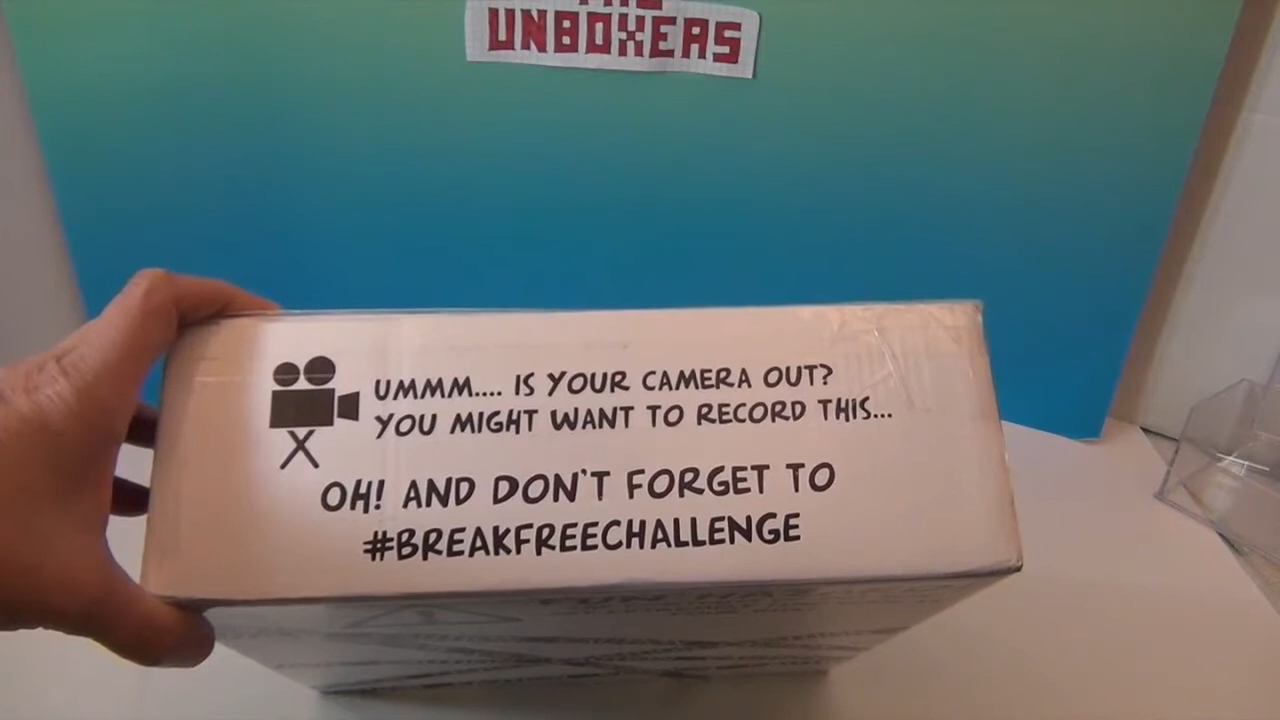 UNBOXERS
UMMM.... IS YOUR CAMERA OUT?
YOU MIGHT WANT TO RECORD THIS...
OH! AND DON'T FORGET TO
#BREAKFREECHALLENGE